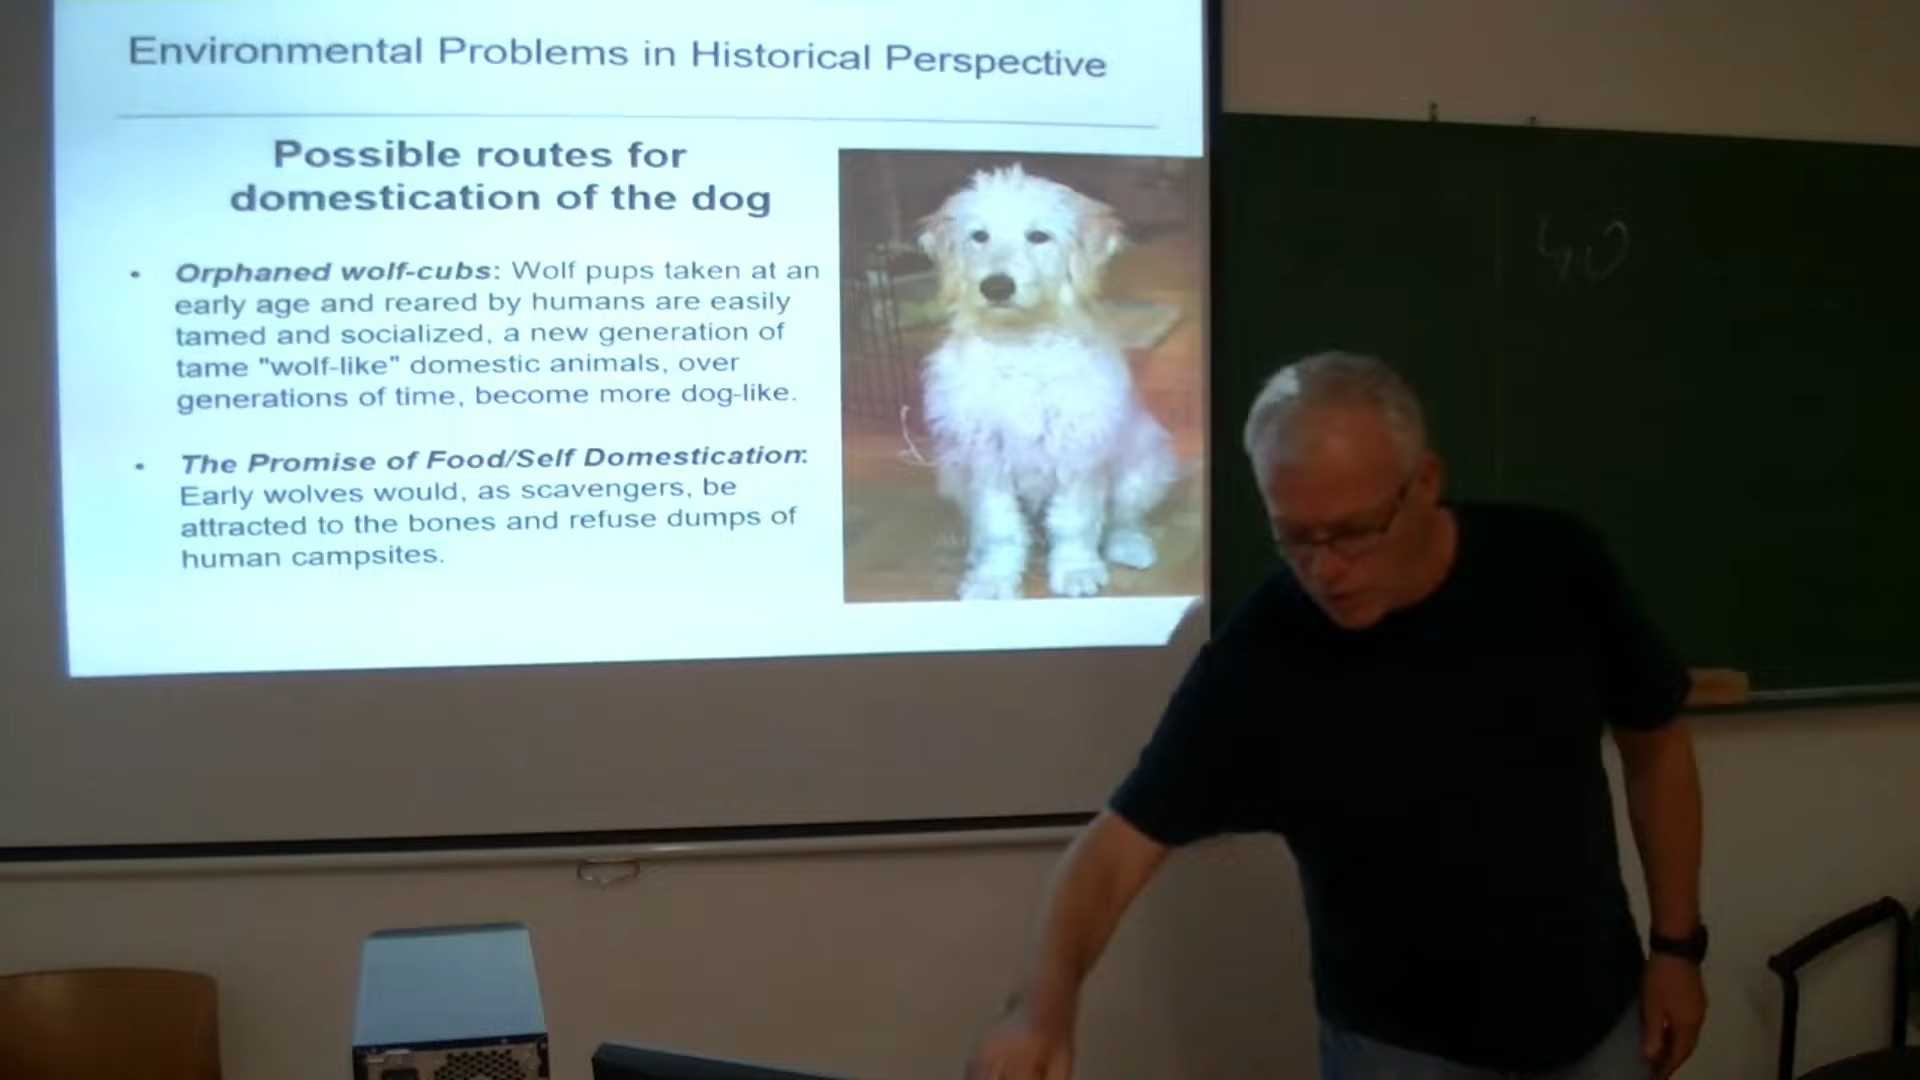 Environmental Problems in Historical Perspective
Possible routes for
domestication of the dog
• Orphaned wolf-cubs: Wolf pups taken at an
early age and reared by humans are easily
tamed and socialized, a new generation of
tame "wolf-like" domestic animals, over
generations of time, become more dog-like.
• The Promise of Food/Self Domestication:
Early wolves would, as scavengers, be
attracted to the bones and refuse dumps of
human campsites.
40